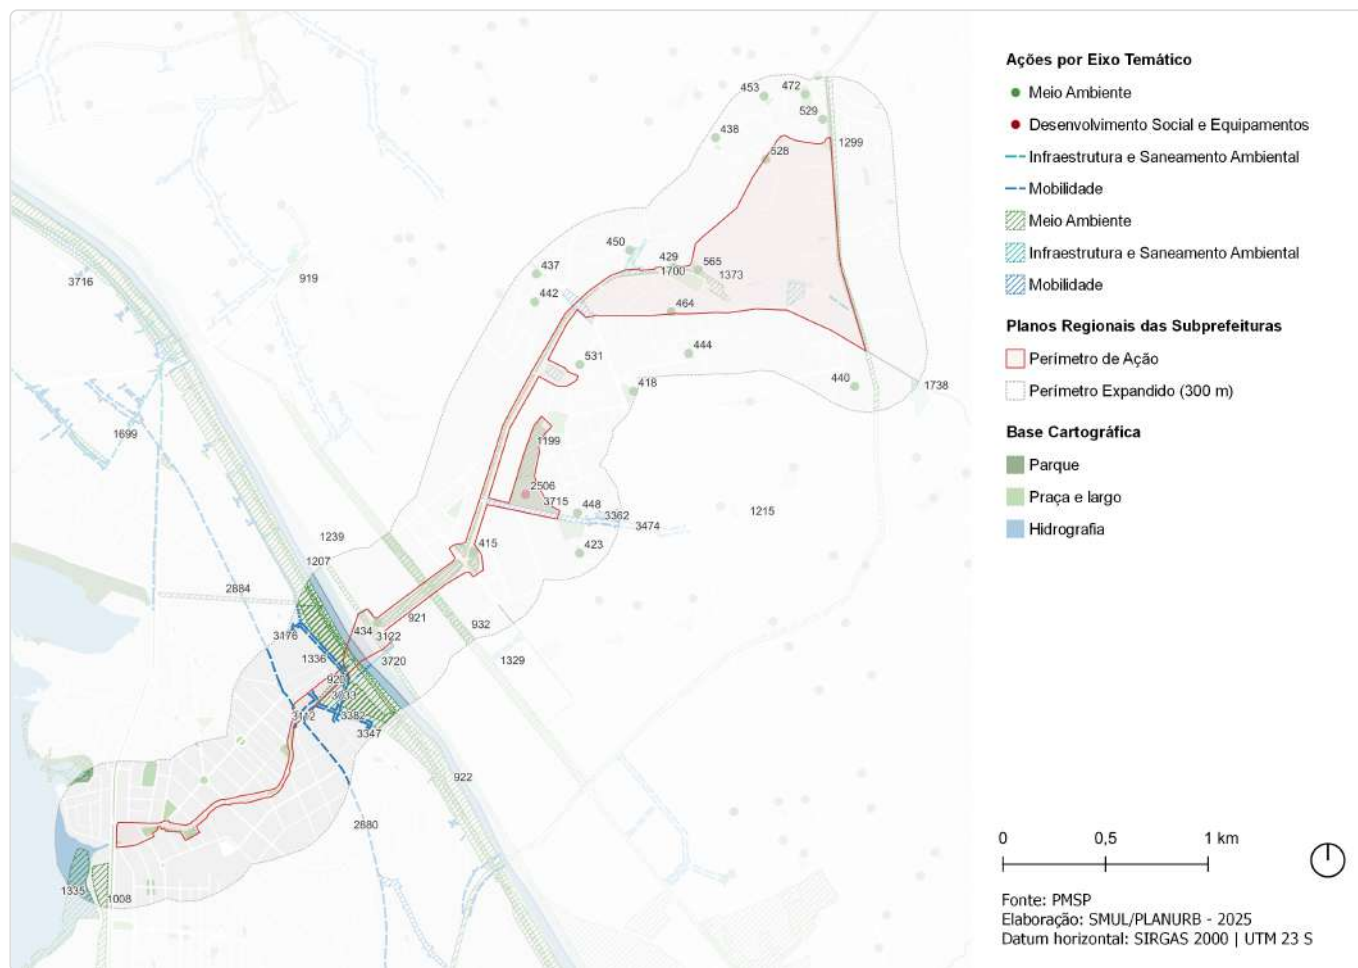 Ações por Eixo Temático
Meio Ambiente
Desenvolvimento Social e Equipamentos
Infraestrutura e Saneamento Ambiental
Mobilidade
Meio Ambiente
Infraestrutura e Saneamento Ambiental
Mobilidade
Planos Regionais das Subprefeituras
Perímetro de Ação
Perímetro Expandido (300 m)
Base Cartográfica
Parque
Praça e largo
Hidrografia
453
472
529
438
1299
528
450
429
1700
565
1373
437
919
3716
442
464
444
531
418
440
1738
1699
1199
2506
3715
448
3362
3474
1215
1239
415
423
1207
2884
921
932
434
3122
3176
1336
3720
1329
3112
3382
3347
922
2880
1335
1008
0 0,5 1 km
Fonte: PMSP
Elaboração: SMUL/PLANURB - 2025
Datum horizontal: SIRGAS 2000 | UTM 23 S